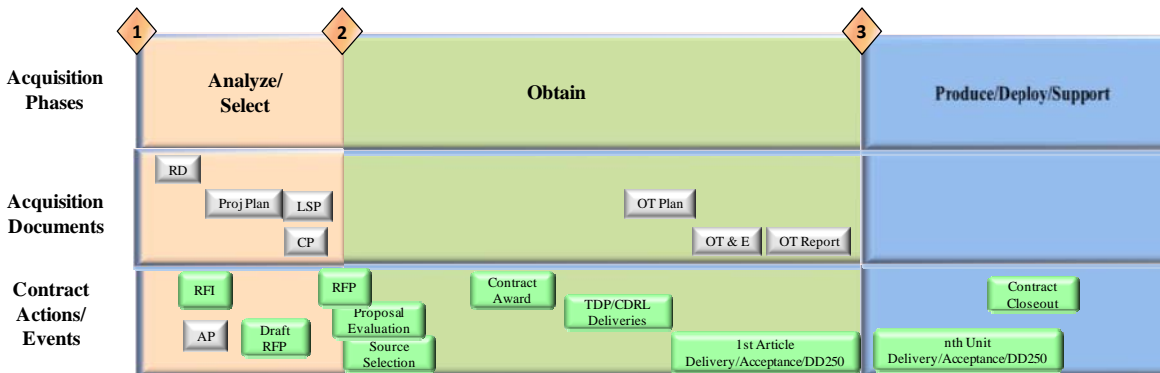 1
2
3
Acquisition
Phases
Analyze/
Select
Obtain
Produce/Deploy/Support
Acquisition
Documents
RD
Proj Plan
LSP
CP
OT Plan
OT & E
OT Report
Contract
Actions/
Events
RFI
AP
Draft
RFP
RFP
Proposal
Evaluation
Source
Selection
Contract
Award
TDP/CDRL
Deliveries
1st Article
Delivery/Acceptance/DD250
Contract
Closeout
nth Unit
Delivery/Acceptance/DD250